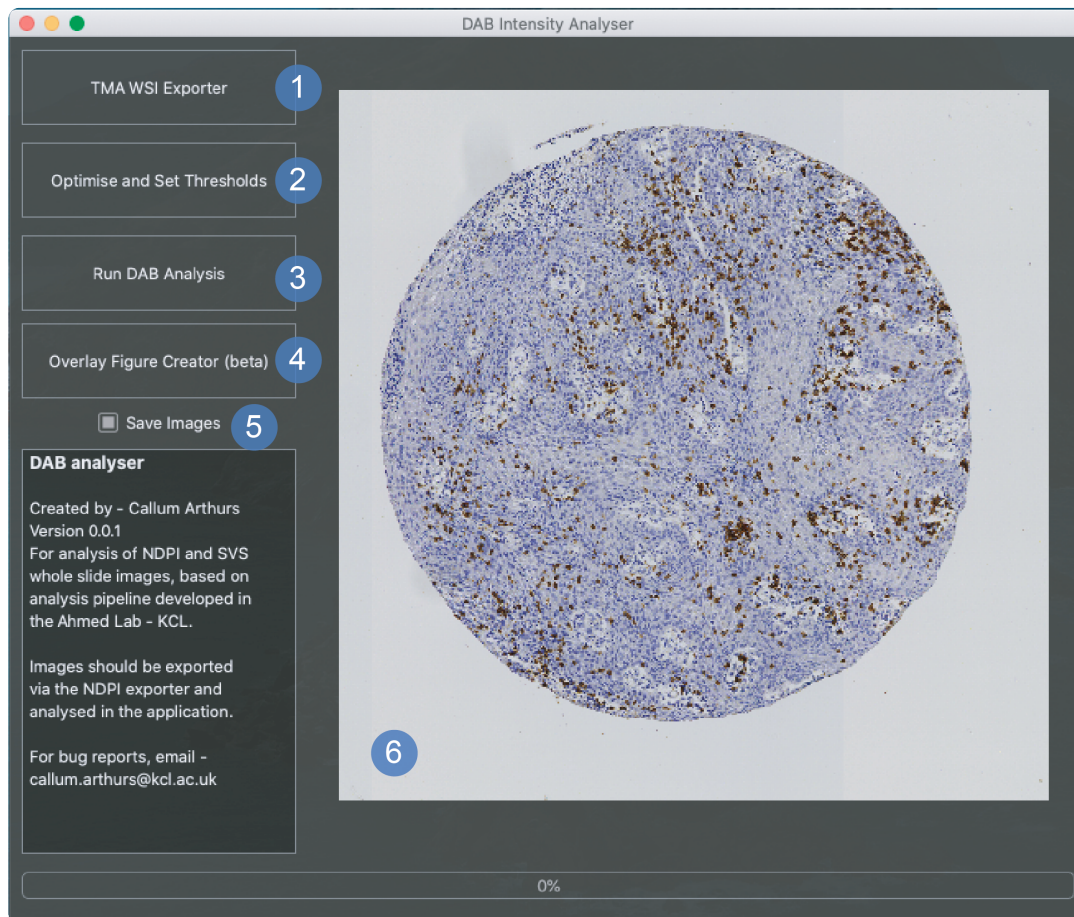 DAB Intensity Analyser
TMA WSI Exporter
1
Optimise and Set Thresholds
2
Run DAB Analysis
3
Overlay Figure Creator (beta)
4
Save Images
5
DAB analyser
Created by - Callum Arthurs
Version 0.0.1
For analysis of NDPI and SVS
whole slide images, based on
analysis pipeline developed in
the Ahmed Lab - KCL.
Images should be exported
via the NDPI exporter and
analysed in the application.
For bug reports, email -
callum.arthurs@kcl.ac.uk
6
0%